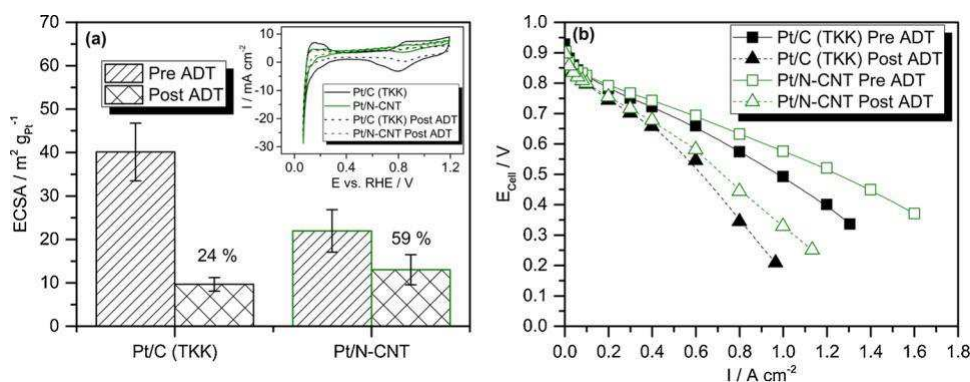 70
60
50
40
30
20
10
0
ECSA / m² gPt⁻¹
(a)
Pre ADT
Post ADT
24 %
59 %
Pt/C (TKK)
Pt/N-CNT
10
0
-10
-30
I / mA cm⁻²
Pt/C (TKK)
Pt/N-CNT
Pt/C (TKK) Post ADT
Pt/N-CNT Post ADT
0.0 0.4 0.8 1.2
E vs. RHE / V
1.0
0.9
0.8
0.7
0.6
0.5
0.4
0.3
0.2
0.1
0.0
ECell / V
(b)
Pt/C (TKK) Pre ADT
Pt/C (TKK) Post ADT
Pt/N-CNT Pre ADT
Pt/N-CNT Post ADT
0.0 0.2 0.4 0.6 0.8 1.0 1.2 1.4 1.6 1.8
I / A cm⁻²